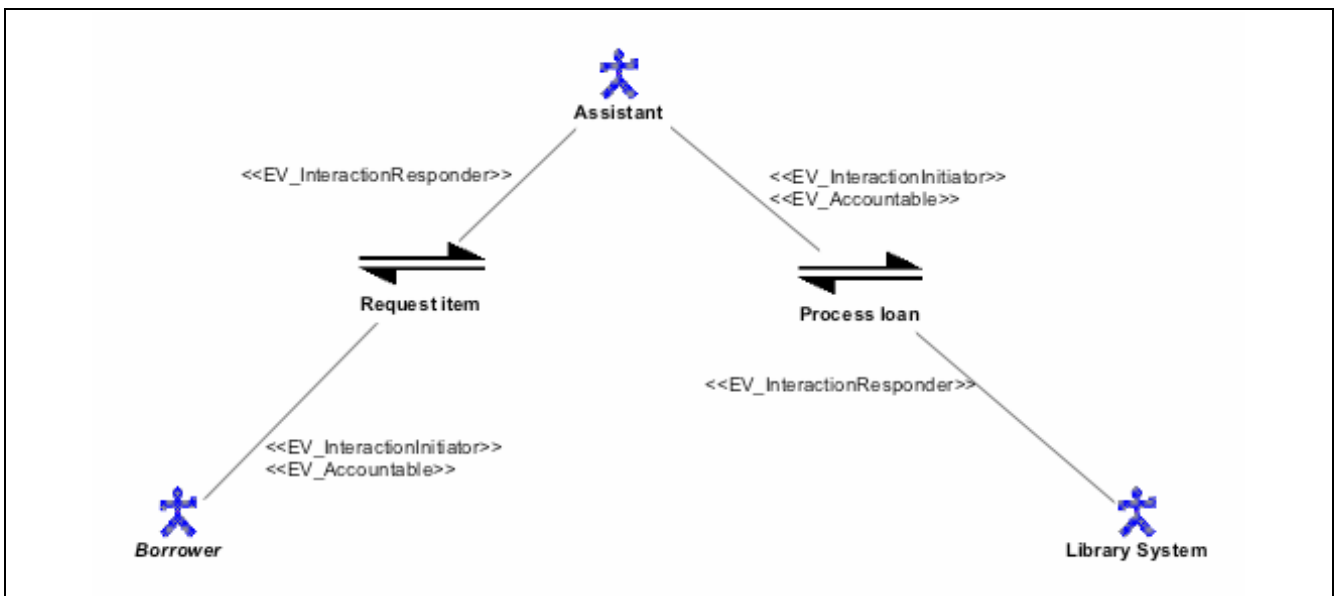 Assistant
<<EV_InteractionResponder>>
<<EV_InteractionInitiator>>
<<EV_Accountable>>
Request item
Process loan
<<EV_InteractionResponder>>
<<EV_InteractionInitiator>>
<<EV_Accountable>>
Borrower
Library System